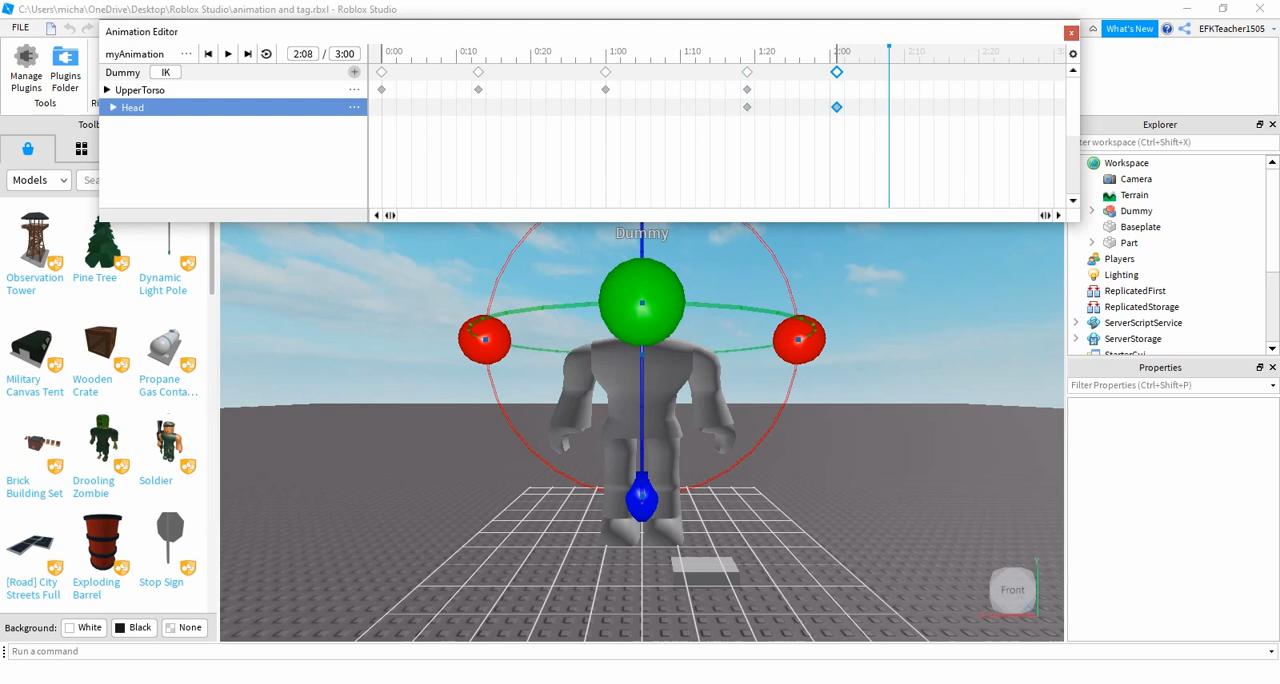 C:\Users\micha\OneDrive\Desktop\Roblox Studio\animation and tag.rbxl - Roblox Studio
FILE
What's New
EFKTeacher1505
Animation Editor
myAnimation
2:08 / 3:00
0:00 0:10 0:20 1:00 1:10 1:20 2:00 2:10 2:20
Dummy IK
UpperTorso
Head
Manage Plugins
Plugins Folder
Tools
Toolb
Models
Sea
Observation Tower
Pine Tree
Dynamic Light Pole
Military Canvas Tent
Wooden Crate
Propane Gas Conta...
Brick Building Set
Drooling Zombie
Soldier
[Road] City Streets Full
Exploding Barrel
Stop Sign
Background: White Black None
Run a command
Dummy
Front
Y
Explorer
ter workspace (Ctrl+Shift+X)
Workspace
Camera
Terrain
Dummy
Baseplate
Part
Players
Lighting
ReplicatedFirst
ReplicatedStorage
ServerScriptService
ServerStorage
StarterGui
Properties
Filter Properties (Ctrl+Shift+P)